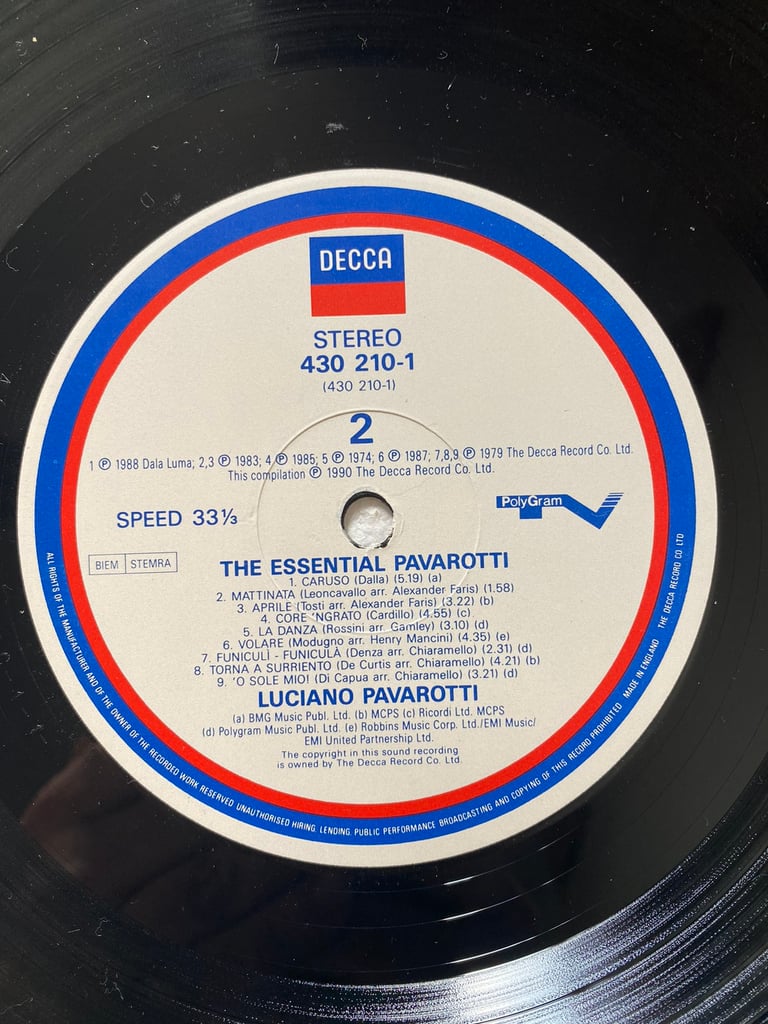 DECCA
STEREO
430 210-1
(430 210-1)
2
1 ℗ 1988 Dala Luma; 2,3 ℗ 1983; 4 ℗ 1985; 5 ℗ 1974; 6 ℗ 1987; 7,8,9 ℗ 1979 The Decca Record Co. Ltd.
This compilation ℗ 1990 The Decca Record Co. Ltd.
SPEED 33⅓
PolyGram TV
BIEM STEMRA
THE ESSENTIAL PAVAROTTI
1. CARUSO (Dalla) (5.19) (a)
2. MATTINATA (Leoncavallo arr. Alexander Faris) (1.58)
3. APRILE (Tosti arr. Alexander Faris) (3.22) (b)
4. CORE 'NGRATO (Cardillo) (4.55) (c)
5. LA DANZA (Rossini arr. Gamley) (3.10) (d)
6. VOLARE (Modugno arr. Henry Mancini) (4.35) (e)
7. FUNICULÌ - FUNICULÀ (Denza arr. Chiaramello) (2.31) (d)
8. TORNA A SURRIENTO (De Curtis arr. Chiaramello) (4.21) (b)
9. 'O SOLE MIO! (Di Capua arr. Chiaramello) (3.21) (d)
LUCIANO PAVAROTTI
(a) BMG Music Publ. Ltd. (b) MCPS (c) Ricordi Ltd. MCPS
(d) Polygram Music Publ. Ltd. (e) Robbins Music Corp. Ltd./EMI Music/
EMI United Partnership Ltd.
The copyright in this sound recording
is owned by The Decca Record Co. Ltd.
ALL RIGHTS OF THE MANUFACTURER AND OF THE OWNER OF THE RECORDED WORK RESERVED UNAUTHORISED HIRING. LENDING. PUBLIC PERFORMANCE BROADCASTING AND COPYING OF THIS RECORD PROHIBITED MADE IN ENGLAND THE DECCA RECORD CO LTD